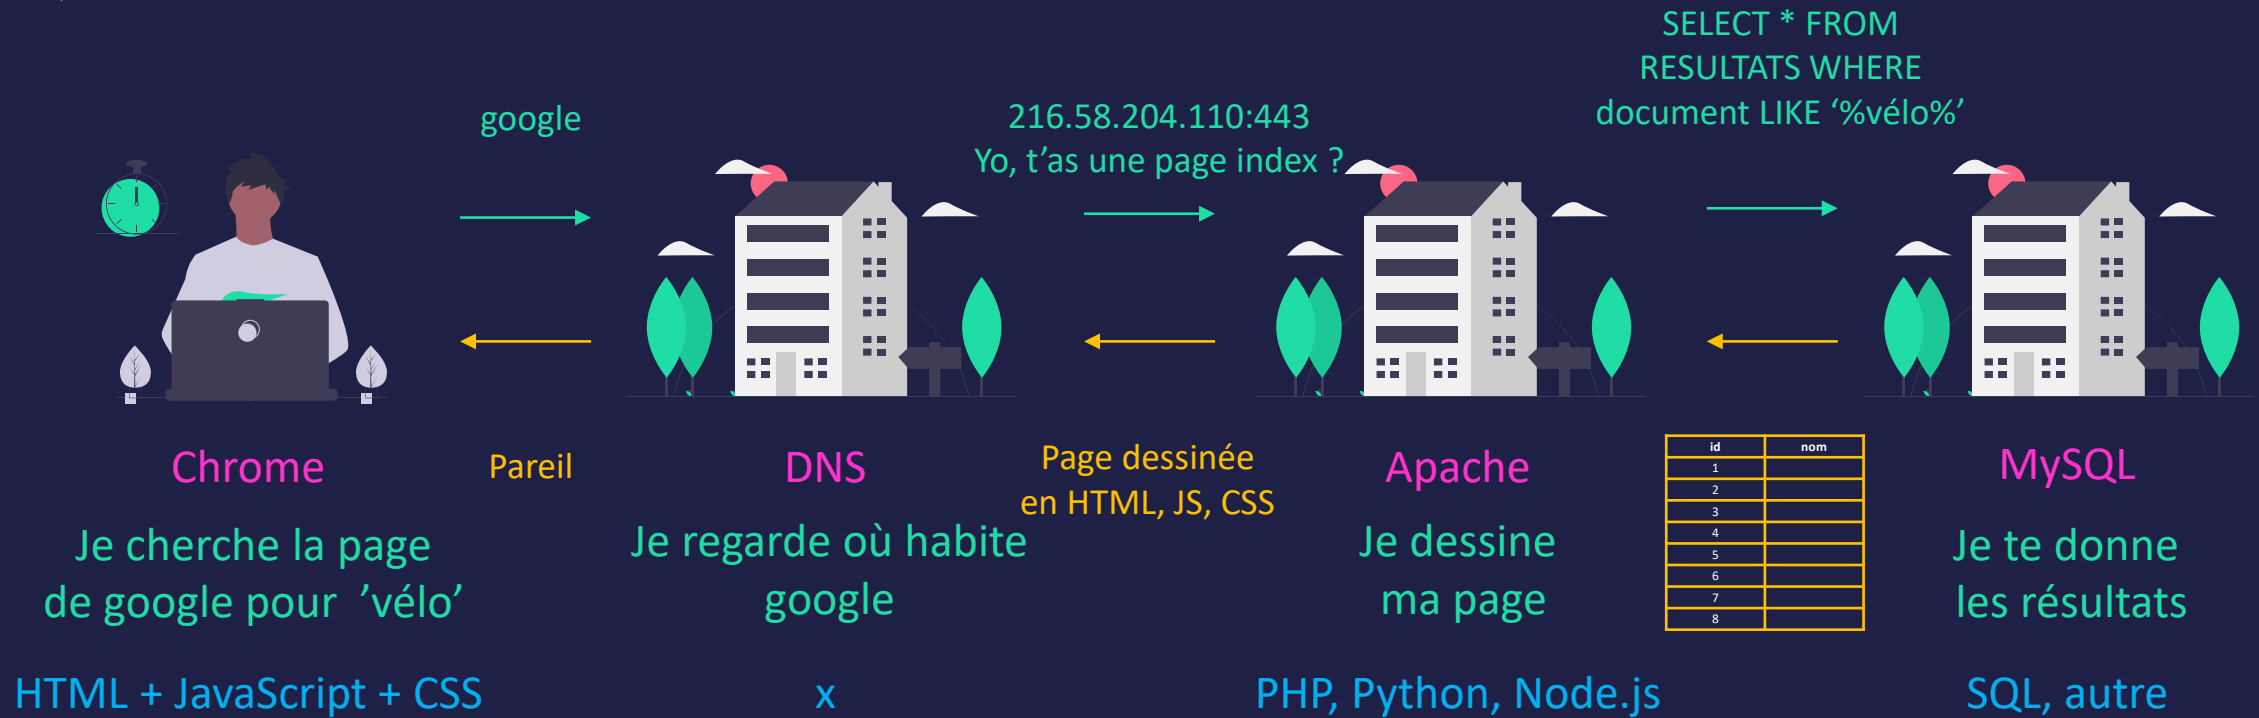 SELECT * FROM
RESULTATS WHERE
document LIKE ‘%vélo%’
google
216.58.204.110:443
Yo, t’as une page index ?
Chrome
Pareil
DNS
Page dessinée
en HTML, JS, CSS
Apache
id nom
1
2
3
4
5
6
7
8
MySQL
Je cherche la page
de google pour ’vélo’
Je regarde où habite
google
Je dessine
ma page
Je te donne
les résultats
HTML + JavaScript + CSS
x
PHP, Python, Node.js
SQL, autre